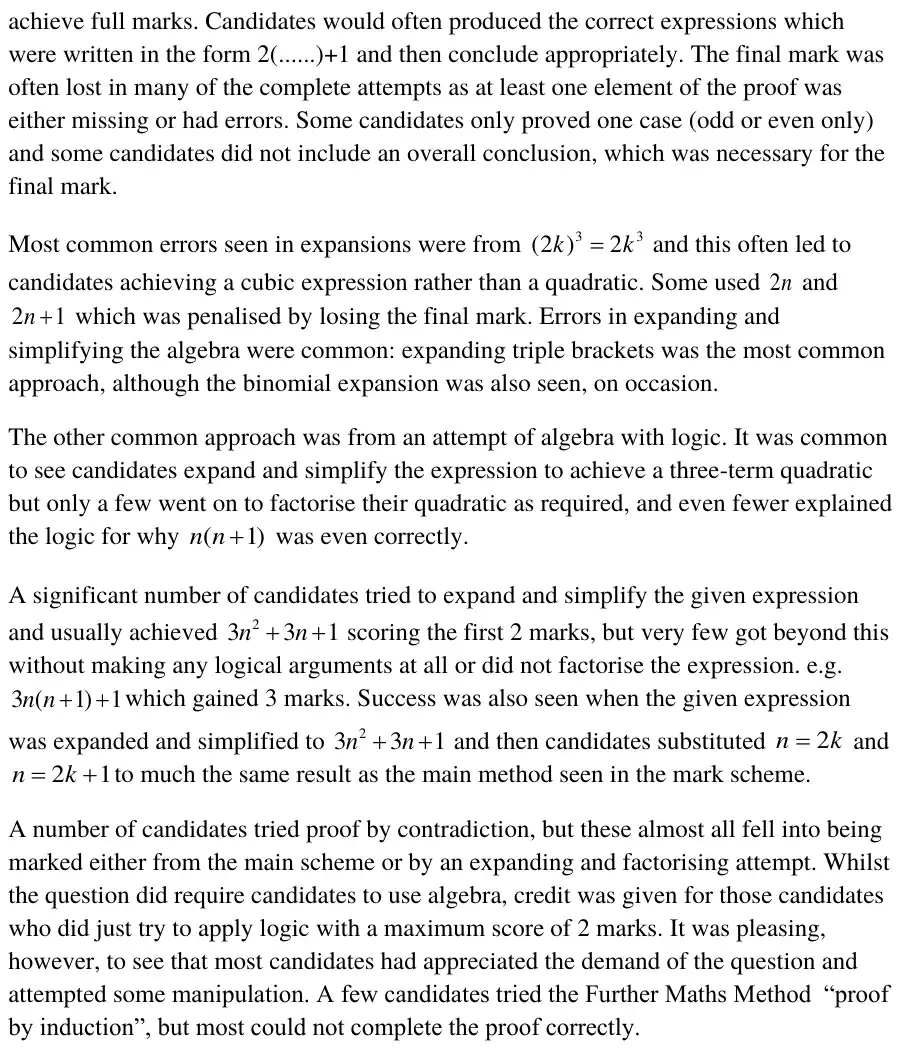 achieve full marks. Candidates would often produced the correct expressions which
were written in the form 2(......)+1 and then conclude appropriately. The final mark was
often lost in many of the complete attempts as at least one element of the proof was
either missing or had errors. Some candidates only proved one case (odd or even only)
and some candidates did not include an overall conclusion, which was necessary for the
final mark.
Most common errors seen in expansions were from (2k)³ = 2k³ and this often led to
candidates achieving a cubic expression rather than a quadratic. Some used 2n and
2n+1 which was penalised by losing the final mark. Errors in expanding and
simplifying the algebra were common: expanding triple brackets was the most common
approach, although the binomial expansion was also seen, on occasion.
The other common approach was from an attempt of algebra with logic. It was common
to see candidates expand and simplify the expression to achieve a three-term quadratic
but only a few went on to factorise their quadratic as required, and even fewer explained
the logic for why n(n+1) was even correctly.
A significant number of candidates tried to expand and simplify the given expression
and usually achieved 3n² + 3n + 1 scoring the first 2 marks, but very few got beyond this
without making any logical arguments at all or did not factorise the expression. e.g.
3n(n+1)+1 which gained 3 marks. Success was also seen when the given expression
was expanded and simplified to 3n² + 3n + 1 and then candidates substituted n = 2k and
n = 2k + 1 to much the same result as the main method seen in the mark scheme.
A number of candidates tried proof by contradiction, but these almost all fell into being
marked either from the main scheme or by an expanding and factorising attempt. Whilst
the question did require candidates to use algebra, credit was given for those candidates
who did just try to apply logic with a maximum score of 2 marks. It was pleasing,
however, to see that most candidates had appreciated the demand of the question and
attempted some manipulation. A few candidates tried the Further Maths Method “proof
by induction”, but most could not complete the proof correctly.